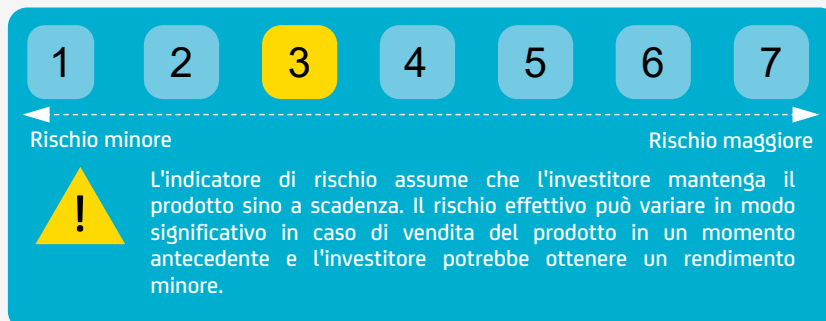 1 2 3 4 5 6 7
Rischio minore Rischio maggiore
! L'indicatore di rischio assume che l'investitore mantenga il
prodotto sino a scadenza. Il rischio effettivo può variare in modo
significativo in caso di vendita del prodotto in un momento
antecedente e l'investitore potrebbe ottenere un rendimento
minore.